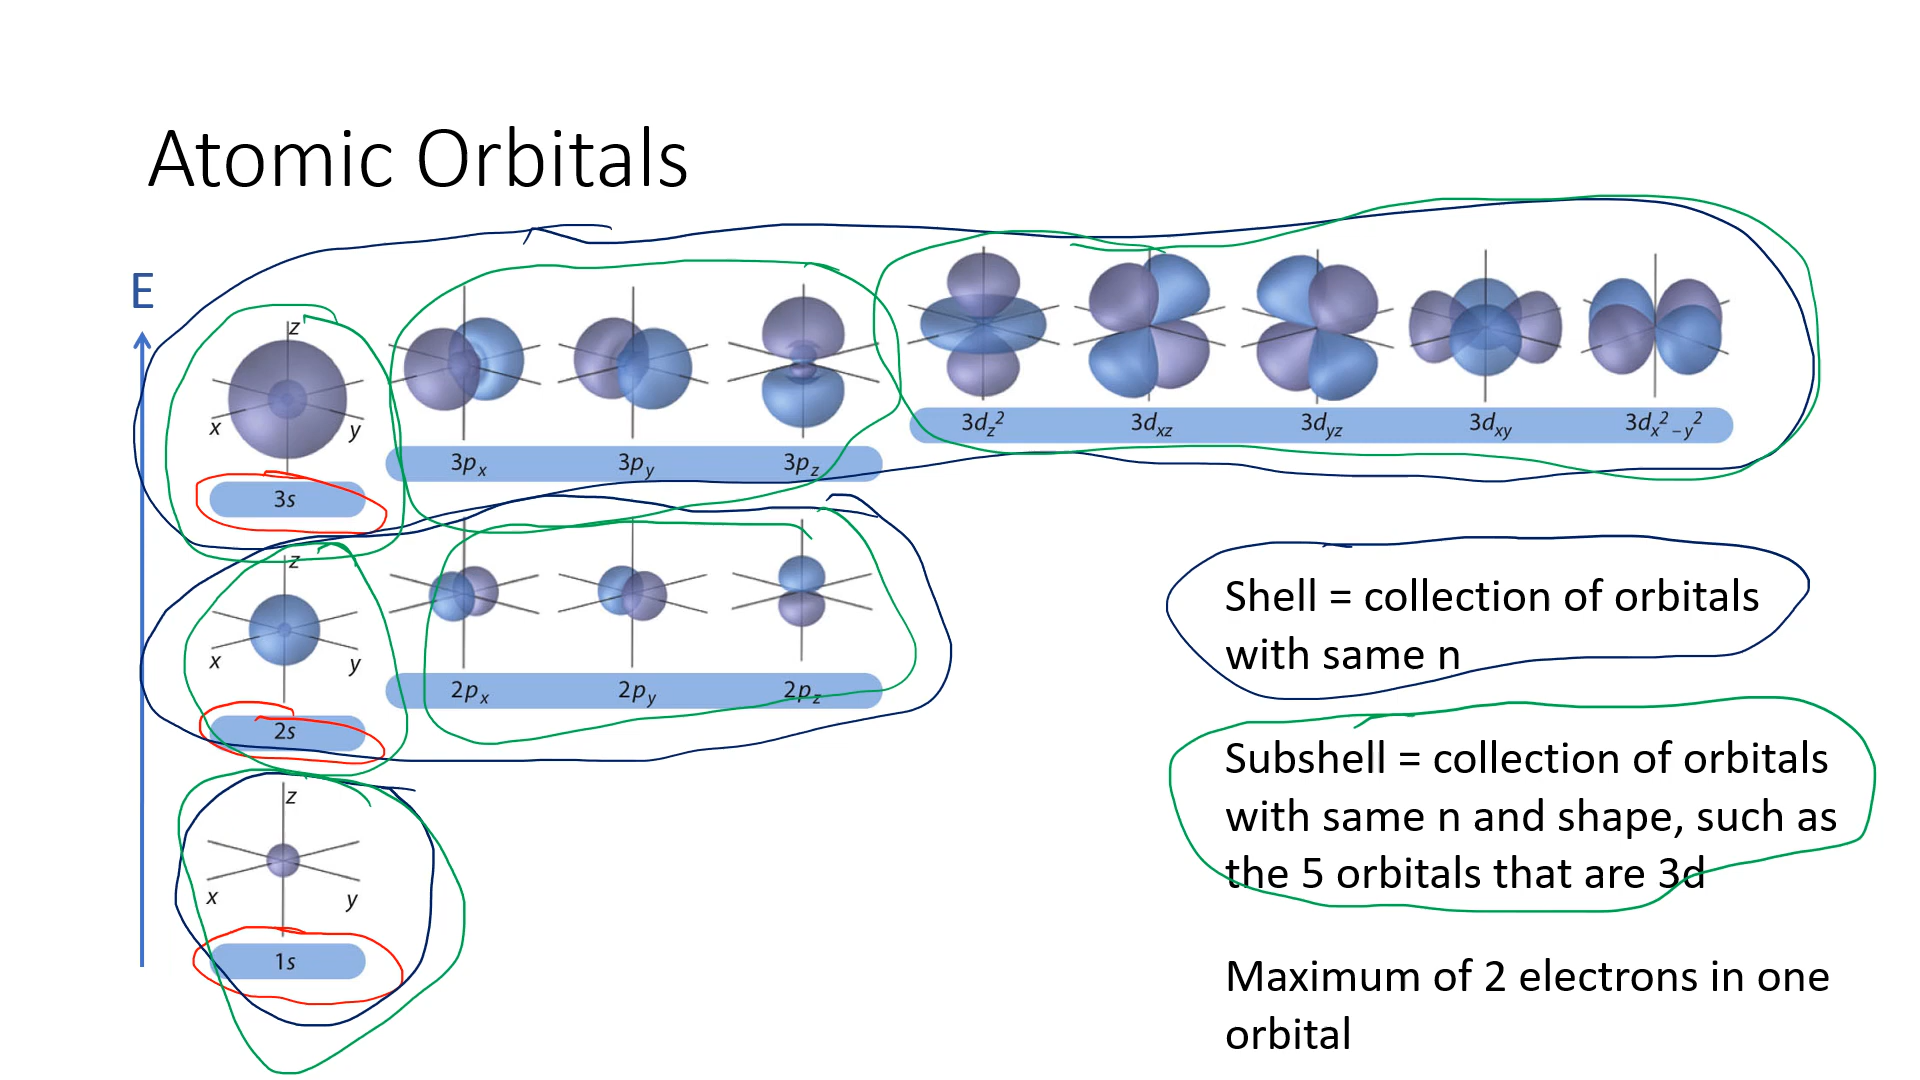 Atomic Orbitals
E
z
x y
3s
3px 3py 3pz
3dz2 3dxz 3dyz 3dxy 3dx2 – y2
z
x y
2s
2px 2py 2pz
z
x y
1s
Shell = collection of orbitals
with same n
Subshell = collection of orbitals
with same n and shape, such as
the 5 orbitals that are 3d
Maximum of 2 electrons in one
orbital